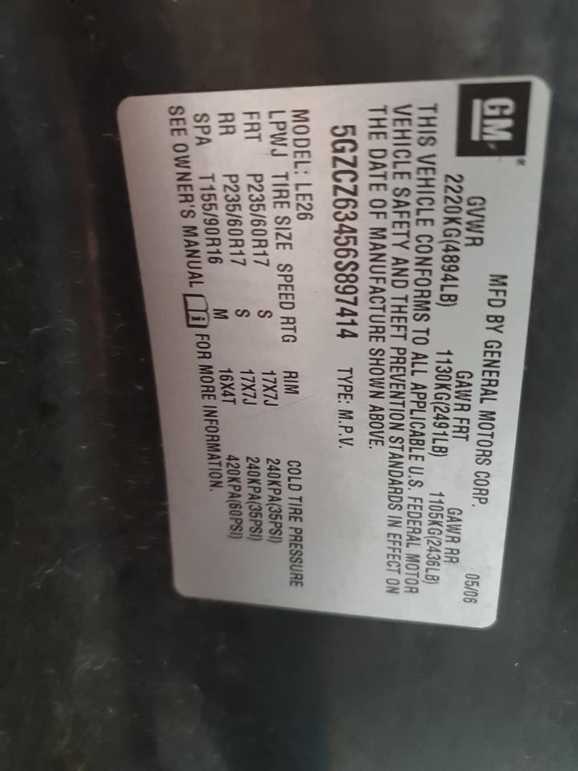 GM®
MFD BY GENERAL MOTORS CORP. 05/06
GVWR GAWR FRT GAWR RR
2220KG(4894LB) 1130KG(2491LB) 1105KG(2436LB)
THIS VEHICLE CONFORMS TO ALL APPLICABLE U.S. FEDERAL MOTOR
VEHICLE SAFETY AND THEFT PREVENTION STANDARDS IN EFFECT ON
THE DATE OF MANUFACTURE SHOWN ABOVE.
5GZCZ63456S897414 TYPE: M.P.V.
MODEL: LE26
LPWJ TIRE SIZE SPEED RTG RIM COLD TIRE PRESSURE
FRT P235/60R17 S 17X7J 240KPA(35PSI)
RR P235/60R17 S 17X7J 240KPA(35PSI)
SPA T155/90R16 M 16X4T 420KPA(60PSI)
SEE OWNER'S MANUAL i FOR MORE INFORMATION.